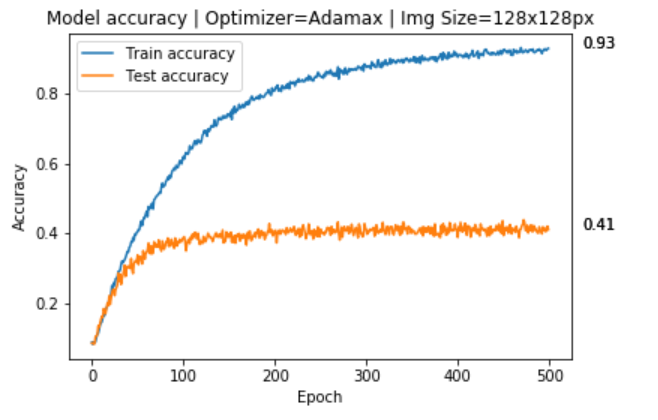 Model accuracy | Optimizer=Adamax | Img Size=128x128px
0.93
Train accuracy
Test accuracy
0.8
0.6
0.4
0.2
Accuracy
0.41
0 100 200 300 400 500
Epoch